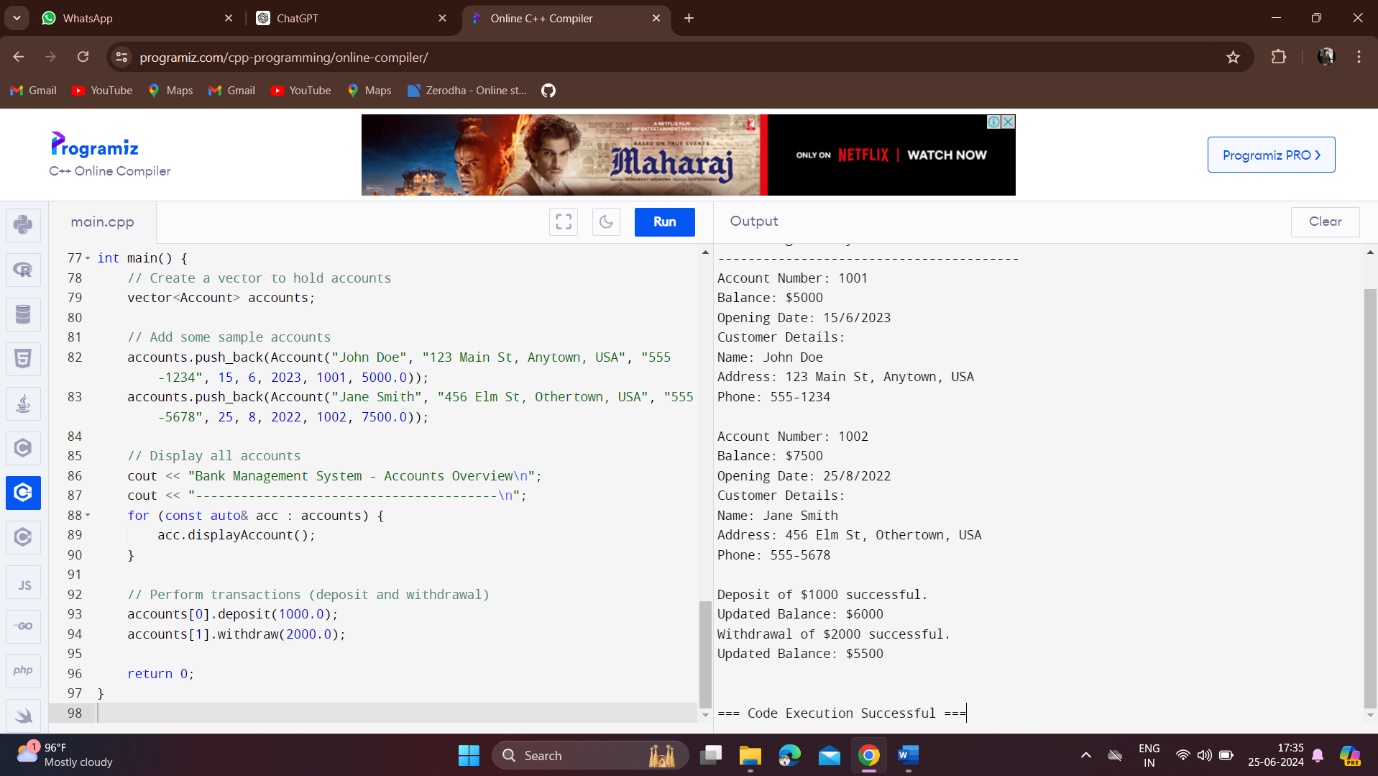 WhatsApp
ChatGPT
Online C++ Compiler
programiz.com/cpp-programming/online-compiler/
Gmail YouTube Maps Gmail YouTube Maps Zerodha - Online st...
Programiz
C++ Online Compiler
A NETFLIX FILM
BASED ON TRUE EVENTS
Maharaj
ONLY ON NETFLIX | WATCH NOW
Programiz PRO >
main.cpp
Run
Output
Clear
77 int main() {
78 // Create a vector to hold accounts
79 vector<Account> accounts;
80
81 // Add some sample accounts
82 accounts.push_back(Account("John Doe", "123 Main St, Anytown, USA", "555
-1234", 15, 6, 2023, 1001, 5000.0));
83 accounts.push_back(Account("Jane Smith", "456 Elm St, Othertown, USA", "555
-5678", 25, 8, 2022, 1002, 7500.0));
84
85 // Display all accounts
86 cout << "Bank Management System - Accounts Overview\n";
87 cout << "----------------------------------------\n";
88 for (const auto& acc : accounts) {
89 acc.displayAccount();
90 }
91
92 // Perform transactions (deposit and withdrawal)
93 accounts[0].deposit(1000.0);
94 accounts[1].withdraw(2000.0);
95
96 return 0;
97 }
98
----------------------------------------
Account Number: 1001
Balance: $5000
Opening Date: 15/6/2023
Customer Details:
Name: John Doe
Address: 123 Main St, Anytown, USA
Phone: 555-1234
Account Number: 1002
Balance: $7500
Opening Date: 25/8/2022
Customer Details:
Name: Jane Smith
Address: 456 Elm St, Othertown, USA
Phone: 555-5678
Deposit of $1000 successful.
Updated Balance: $6000
Withdrawal of $2000 successful.
Updated Balance: $5500
=== Code Execution Successful ===
JS
GO
php
1
96°F
Mostly cloudy
Search
ENG
IN
17:35
25-06-2024
PRE